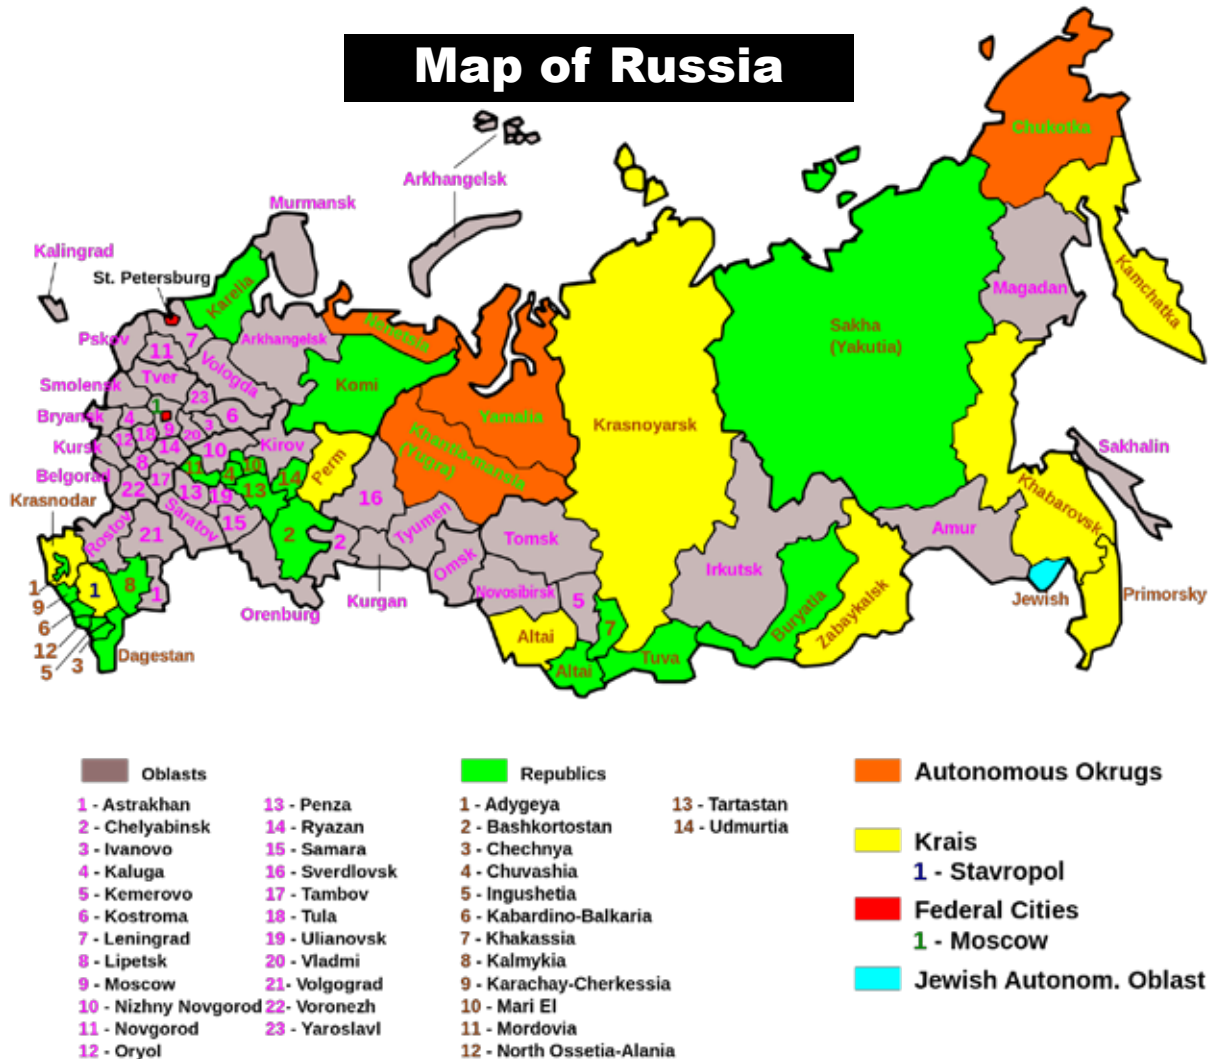 Map of Russia
Chukotka
Arkhangelsk
Murmansk
Kalingrad
St. Petersburg
Karelia
Kamchatka
Magadan
Nenetsia
Sakha
(Yakutia)
Pskov
7
Arkhangelsk
11
Vologda
Tver
Komi
Smolensk
23
1
Yamalia
Krasnoyarsk
Bryansk
4
6
9
3
12
18
20
Khantia-mansia
(Yugra)
Kursk
14
10
Kirov
Sakhalin
8
11
4
10
Perm
Belgorad
17
14
22
13
19
13
16
Khabarovsk
Krasnodar
Saratov
15
Tyumen
Rostov
21
2
2
Tomsk
Amur
Omsk
Irkutsk
1
1
8
1
Novosibirsk
5
9
Orenburg
Kurgan
Buryatia
Zabaykalsk
Jewish
Primorsky
6
7
Altai
12
Dagestan
5
3
Altai
Tuva
Oblasts
1 - Astrakhan
2 - Chelyabinsk
3 - Ivanovo
4 - Kaluga
5 - Kemerovo
6 - Kostroma
7 - Leningrad
8 - Lipetsk
9 - Moscow
10 - Nizhny Novgorod
11 - Novgorod
12 - Oryol
13 - Penza
14 - Ryazan
15 - Samara
16 - Sverdlovsk
17 - Tambov
18 - Tula
19 - Ulianovsk
20 - Vladmi
21- Volgograd
22- Voronezh
23 - Yaroslavl
Republics
1 - Adygeya
2 - Bashkortostan
3 - Chechnya
4 - Chuvashia
5 - Ingushetia
6 - Kabardino-Balkaria
7 - Khakassia
8 - Kalmykia
9 - Karachay-Cherkessia
10 - Mari El
11 - Mordovia
12 - North Ossetia-Alania
13 - Tartastan
14 - Udmurtia
Autonomous Okrugs
Krais
1 - Stavropol
Federal Cities
1 - Moscow
Jewish Autonom. Oblast